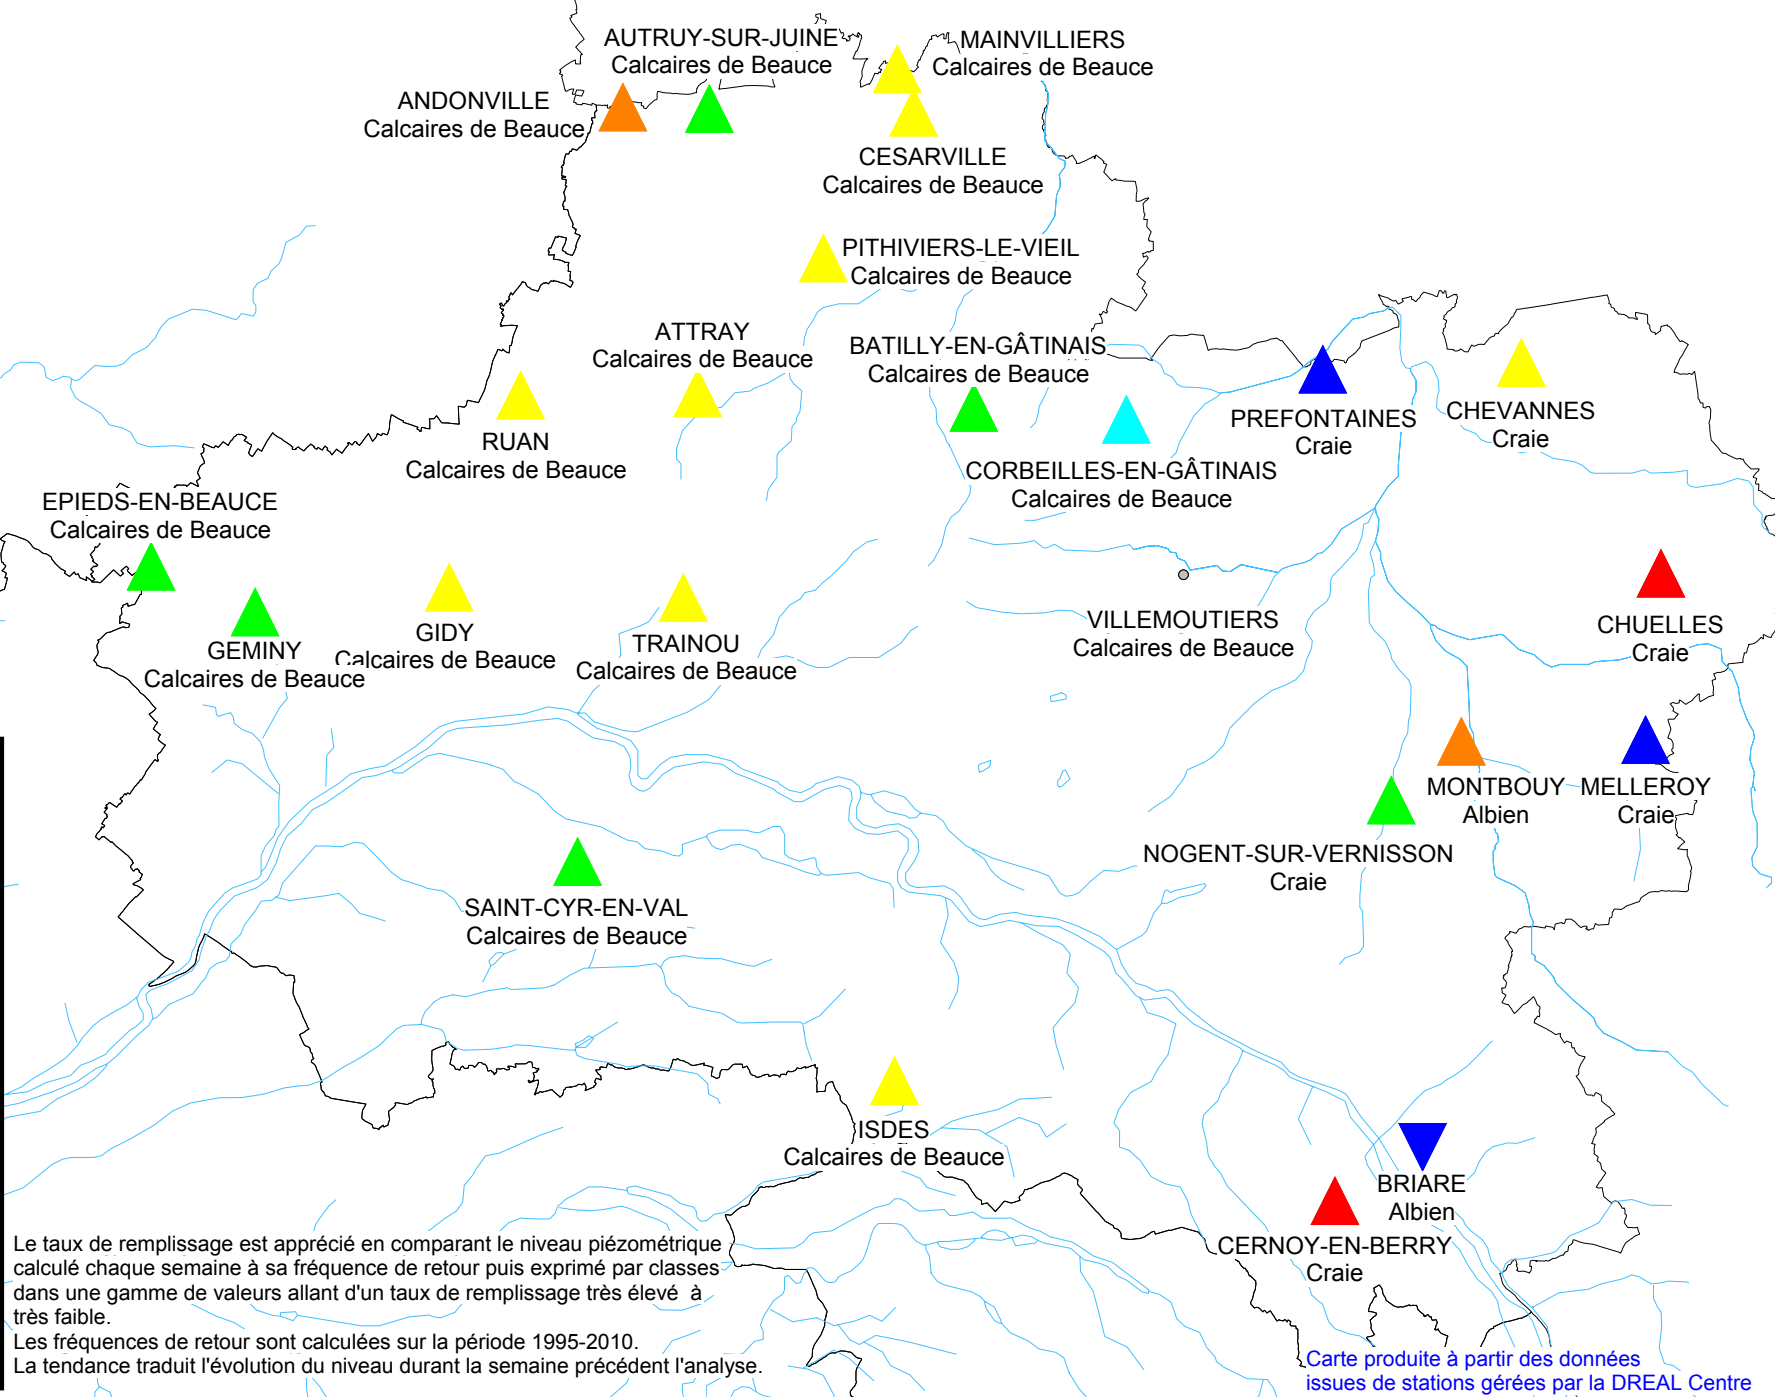 AUTRUY-SUR-JUINE
Calcaires de Beauce
MAINVILLIERS
Calcaires de Beauce
ANDONVILLE
Calcaires de Beauce
CESARVILLE
Calcaires de Beauce
PITHIVIERS-LE-VIEIL
Calcaires de Beauce
ATTRAY
Calcaires de Beauce
BATILLY-EN-GÂTINAIS
Calcaires de Beauce
PREFONTAINES
Craie
CHEVANNES
Craie
RUAN
Calcaires de Beauce
CORBEILLES-EN-GÂTINAIS
Calcaires de Beauce
EPIEDS-EN-BEAUCE
Calcaires de Beauce
GEMINY
Calcaires de Beauce
GIDY
Calcaires de Beauce
TRAINOU
Calcaires de Beauce
VILLEMOUTIERS
Calcaires de Beauce
CHUELLES
Craie
MONTBOUY
Albien
MELLEROY
Craie
NOGENT-SUR-VERNISSON
Craie
SAINT-CYR-EN-VAL
Calcaires de Beauce
ISDES
Calcaires de Beauce
BRIARE
Albien
CERNOY-EN-BERRY
Craie
Le taux de remplissage est apprécié en comparant le niveau piézométrique
calculé chaque semaine à sa fréquence de retour puis exprimé par classes
dans une gamme de valeurs allant d'un taux de remplissage très élevé à
très faible.
Les fréquences de retour sont calculées sur la période 1995-2010.
La tendance traduit l'évolution du niveau durant la semaine précédent l'analyse.
Carte produite à partir des données
issues de stations gérées par la DREAL Centre